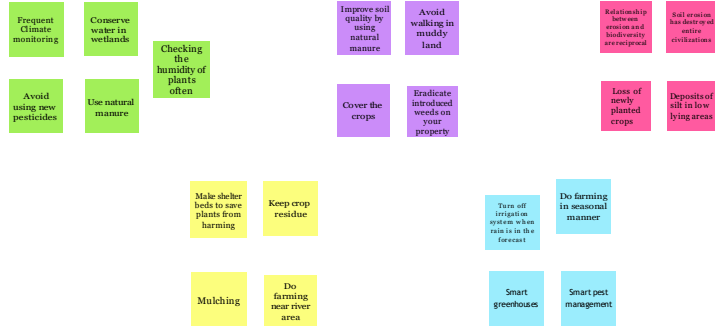 Frequent
Climate
monitoring
Conserve
water in
wetlands
Checking
the
humidity of
plants
often
Avoid
using new
pesticides
Use natural
manure
Improve soil
quality by
using
natural
manure
Avoid
walking in
muddy
land
Cover the
crops
Eradicate
introduced
weeds on
your
property
Relationship
between
erosion and
biodiversity
are reciprocal
Soil erosion
has destroyed
entire
civilizations
Loss of
newly
planted
crops
Deposits of
silt in low
lying areas
Make shelter
beds to save
plants from
harming
Keep crop
residue
Mulching
Do
farming
near river
area
Turn off
irrigation
system when
rain is in the
forecast
Do farming
in seasonal
manner
Smart
greenhouses
Smart pest
management